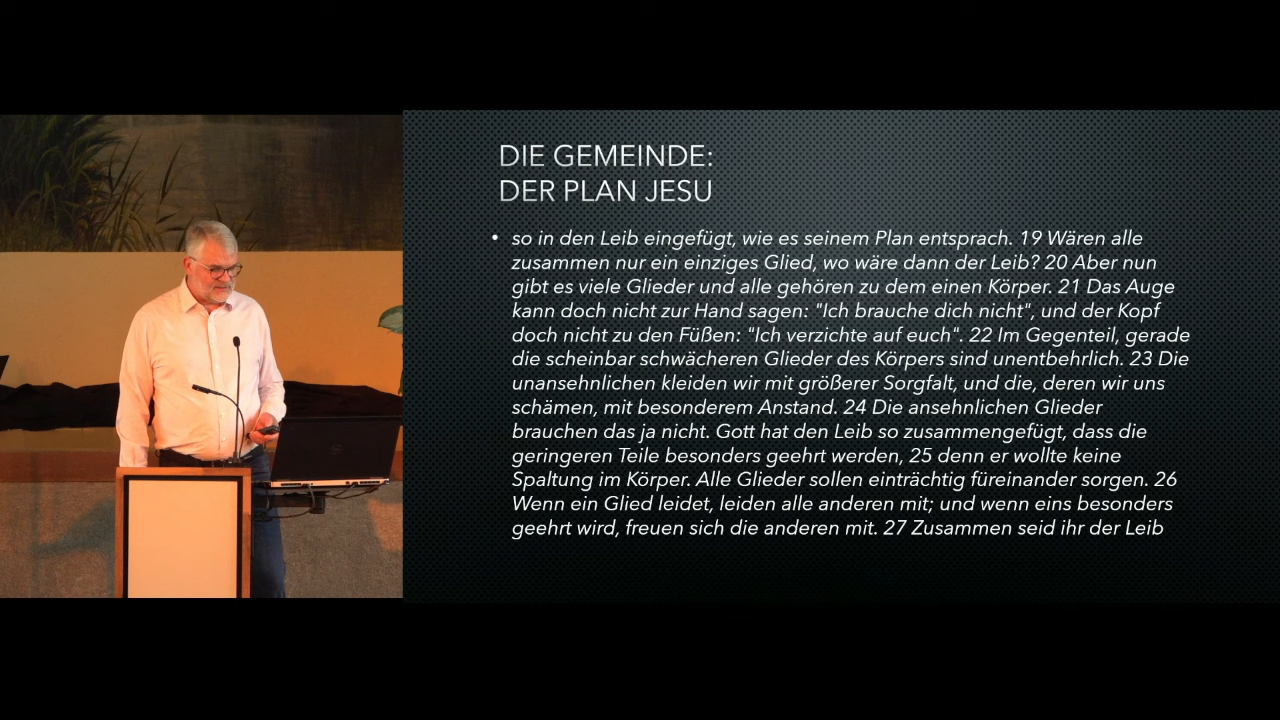 DIE GEMEINDE:
DER PLAN JESU
• so in den Leib eingefügt, wie es seinem Plan entsprach. 19 Wären alle
zusammen nur ein einziges Glied, wo wäre dann der Leib? 20 Aber nun
gibt es viele Glieder und alle gehören zu dem einen Körper. 21 Das Auge
kann doch nicht zur Hand sagen: "Ich brauche dich nicht", und der Kopf
doch nicht zu den Füßen: "Ich verzichte auf euch". 22 Im Gegenteil, gerade
die scheinbar schwächeren Glieder des Körpers sind unentbehrlich. 23 Die
unansehnlichen kleiden wir mit größerer Sorgfalt, und die, deren wir uns
schämen, mit besonderem Anstand. 24 Die ansehnlichen Glieder
brauchen das ja nicht. Gott hat den Leib so zusammengefügt, dass die
geringeren Teile besonders geehrt werden, 25 denn er wollte keine
Spaltung im Körper. Alle Glieder sollen einträchtig füreinander sorgen. 26
Wenn ein Glied leidet, leiden alle anderen mit; und wenn eins besonders
geehrt wird, freuen sich die anderen mit. 27 Zusammen seid ihr der Leib